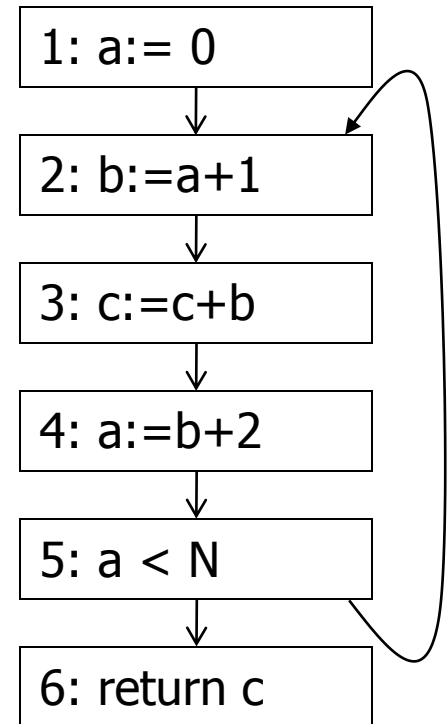 1: a:= 0
2: b:=a+1
3: c:=c+b
4: a:=b+2
5: a < N
6: return c